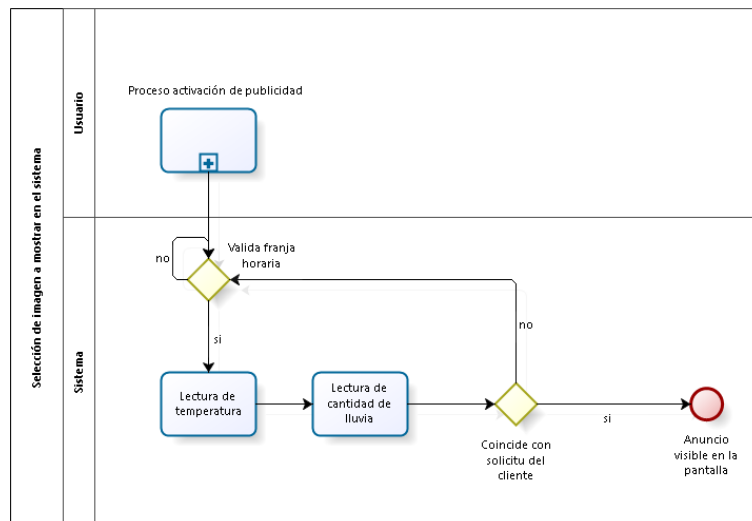 Selección de imagen a mostrar en el sistema
Usuario
Proceso activación de publicidad
Sistema
Valida franja
horaria
no
si
Lectura de
temperatura
Lectura de
cantidad de
lluvia
no
Coincide con
solicitu del
cliente
si
Anuncio
visible en la
pantalla